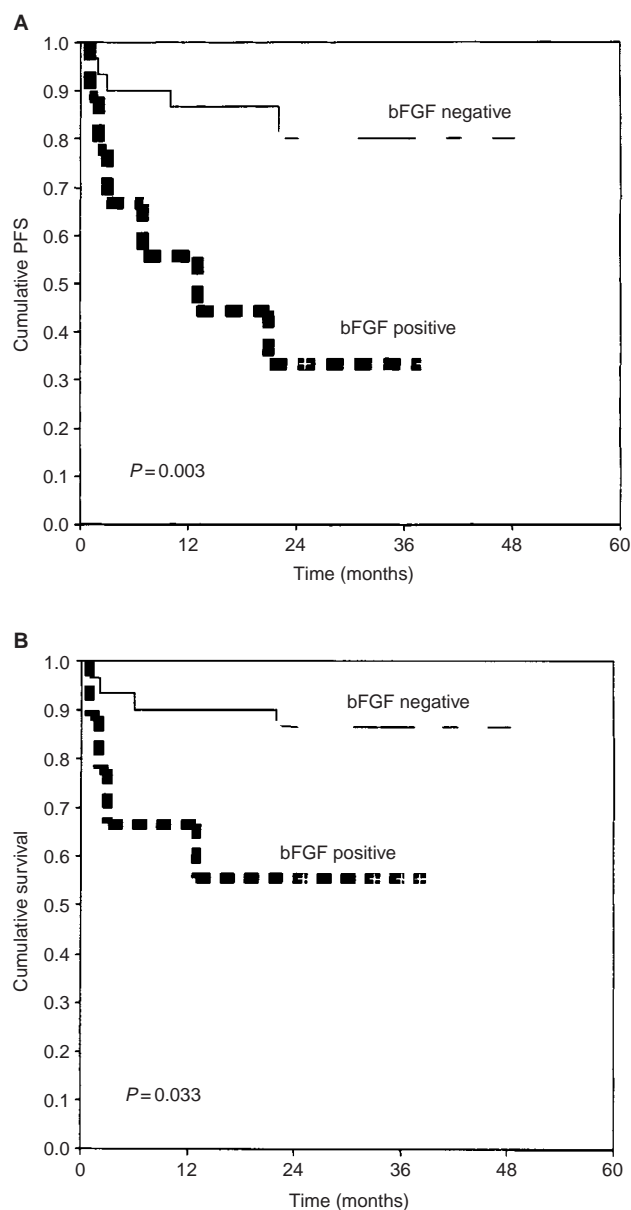 A
1.0
0.9
0.8
0.7
0.6
0.5
0.4
0.3
0.2
0.1
0.0
Cumulative PFS
bFGF negative
bFGF positive
P = 0.003
0 12 24 36 48 60
Time (months)
B
1.0
0.9
0.8
0.7
0.6
0.5
0.4
0.3
0.2
0.1
0.0
Cumulative survival
bFGF negative
bFGF positive
P = 0.033
0 12 24 36 48 60
Time (months)